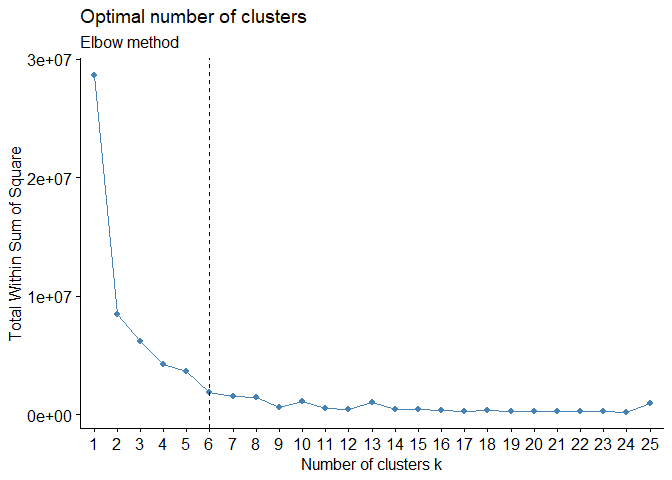 Optimal number of clusters
Elbow method
Total Within Sum of Square
3e+07
2e+07
1e+07
0e+00
1 2 3 4 5 6 7 8 9 10 11 12 13 14 15 16 17 18 19 20 21 22 23 24 25
Number of clusters k